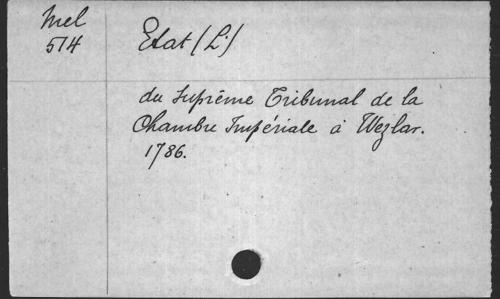 Mel
514
Etat (L')
du Suprême Tribunal de la
Chambre Impériale à Wezlar.
1786.